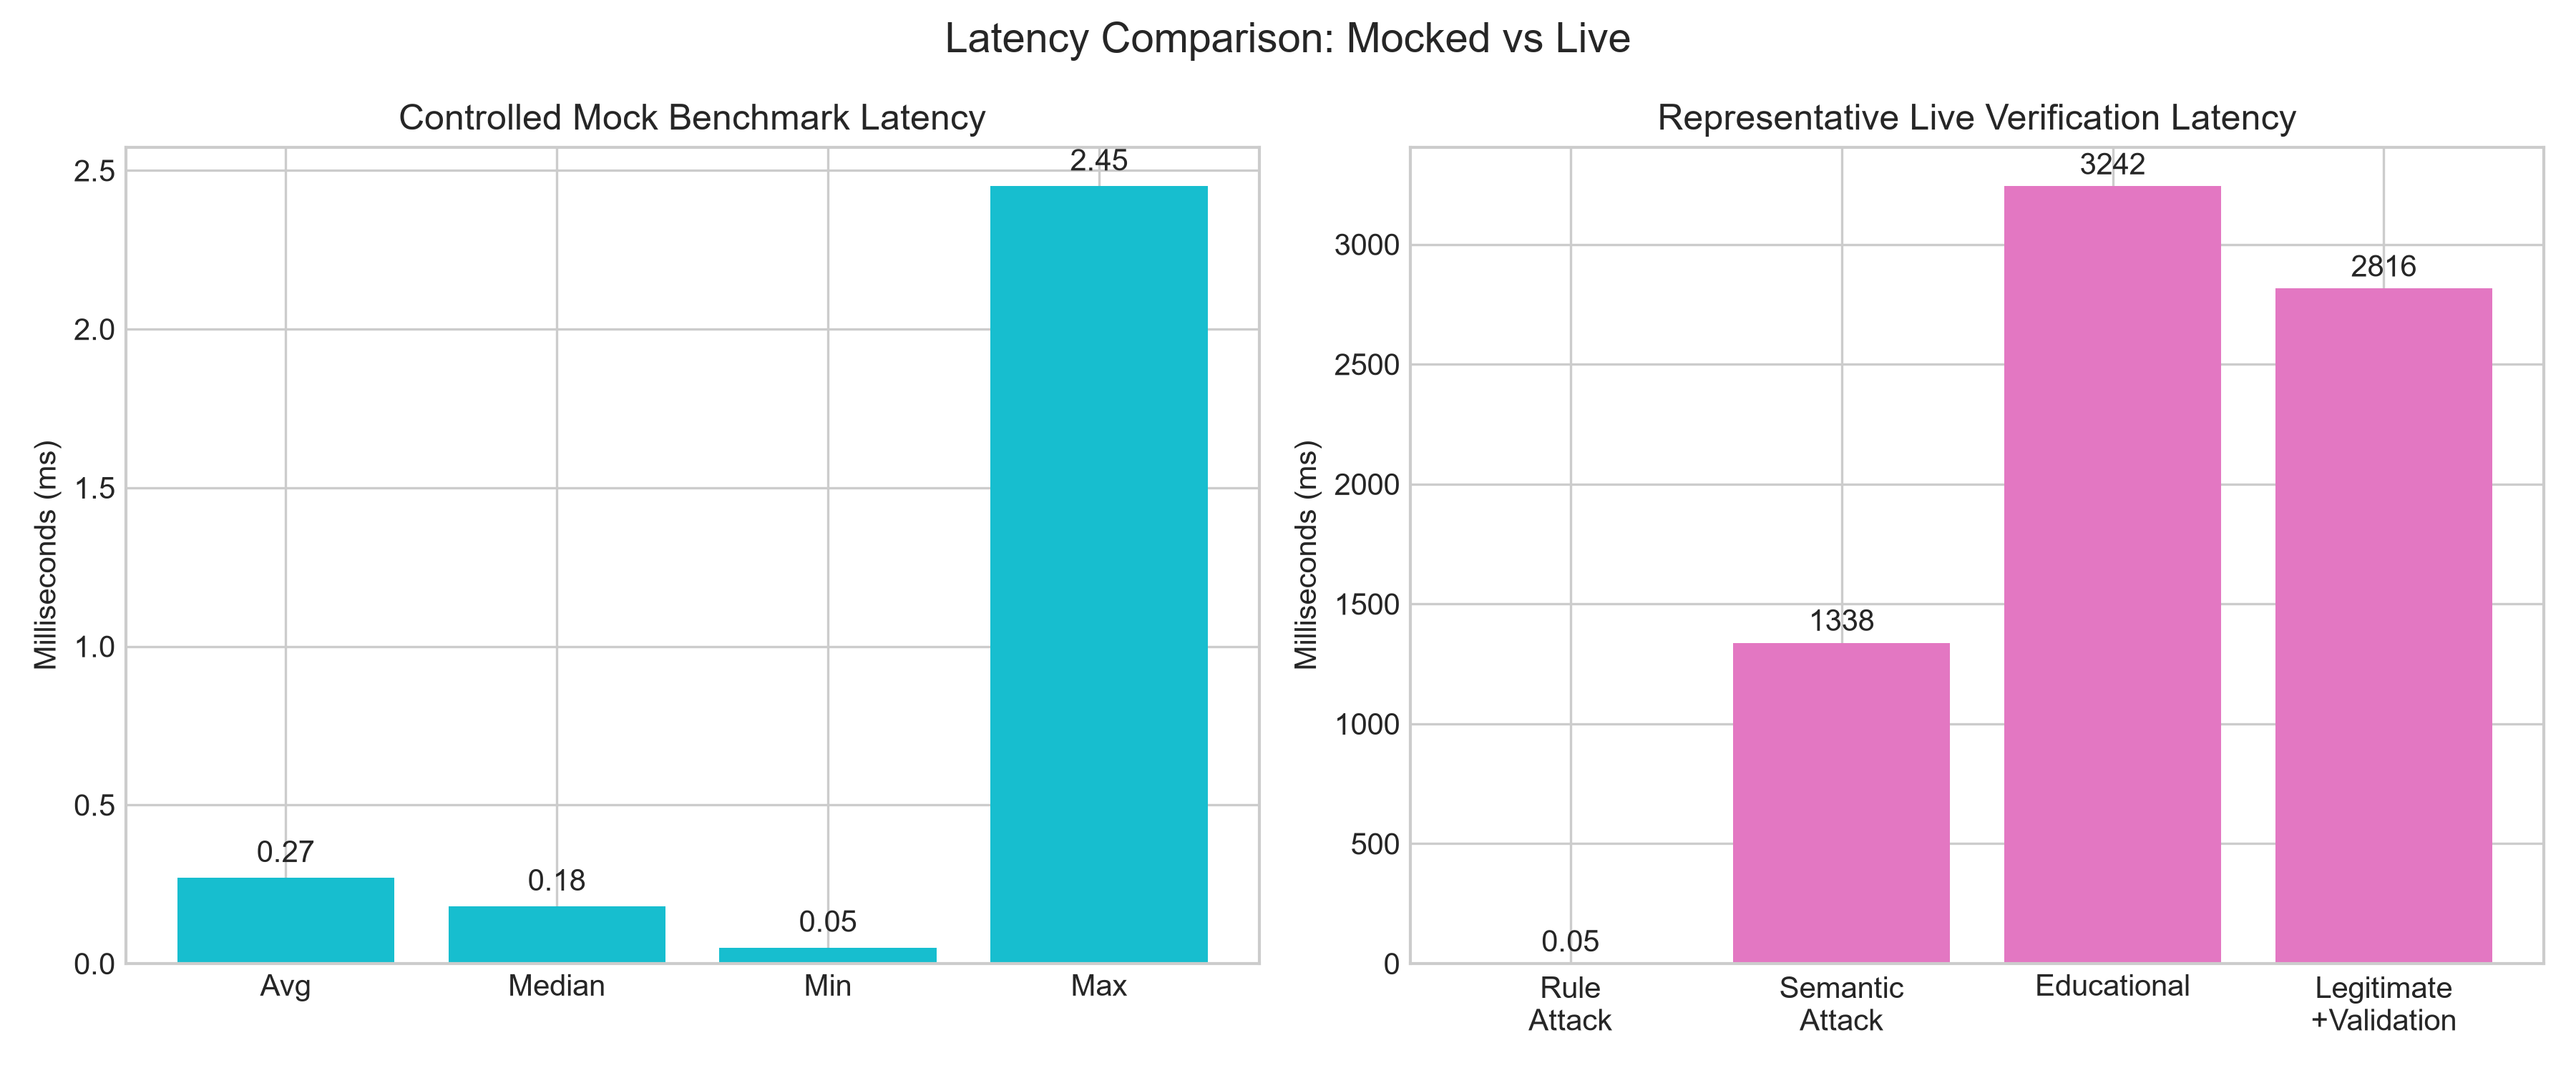 Latency Comparison: Mocked vs Live
Controlled Mock Benchmark Latency
Milliseconds (ms)
2.5
2.0
1.5
1.0
0.5
0.0
0.27
0.18
0.05
2.45
Avg
Median
Min
Max
Representative Live Verification Latency
Milliseconds (ms)
3000
2500
2000
1500
1000
500
0
0.05
1338
3242
2816
Rule
Attack
Semantic
Attack
Educational
Legitimate
+Validation